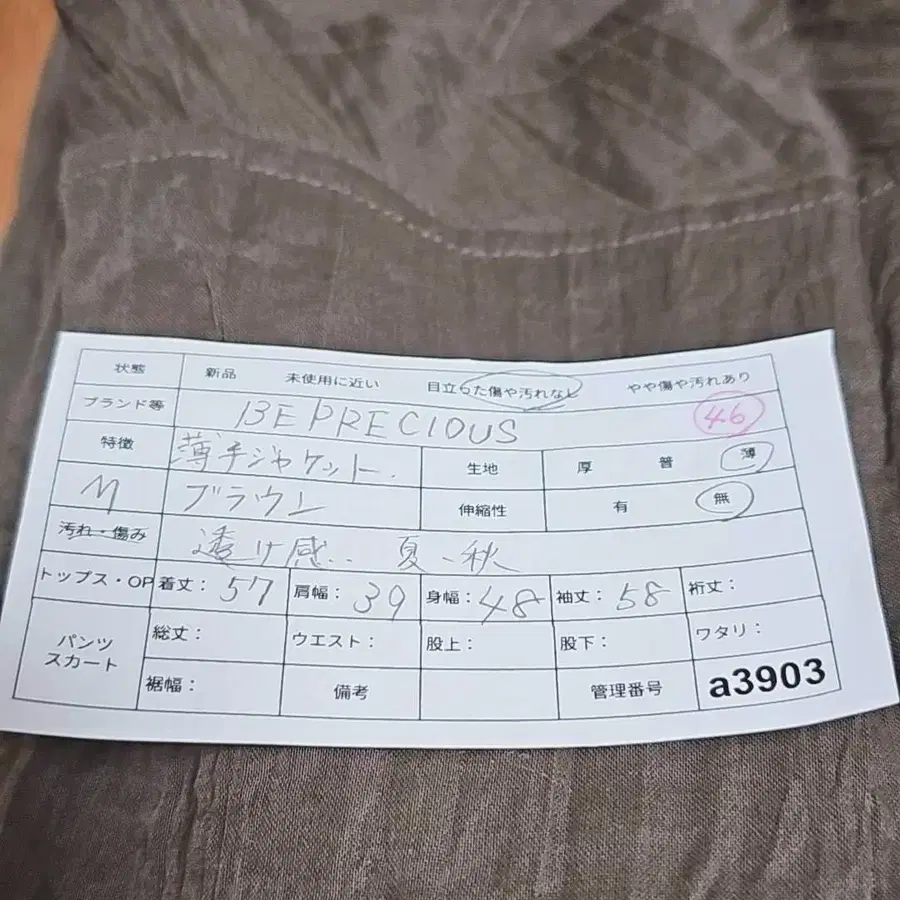 状態 新品 未使用に近い 目立った傷や汚れなし やや傷や汚れあり
ブランド等 BE PRECIOUS 46
特徴 薄手ジャケット. 生地 厚 普 薄
M ブラウン 伸縮性 有 無
汚れ・傷み 透け感.. 夏、秋
トップス・OP 着丈: 57 肩幅: 39 身幅: 48 袖丈: 58 裄丈:
パンツ スカート 総丈: ウエスト: 股上: 股下: ワタリ:
裾幅: 備考 管理番号 a3903